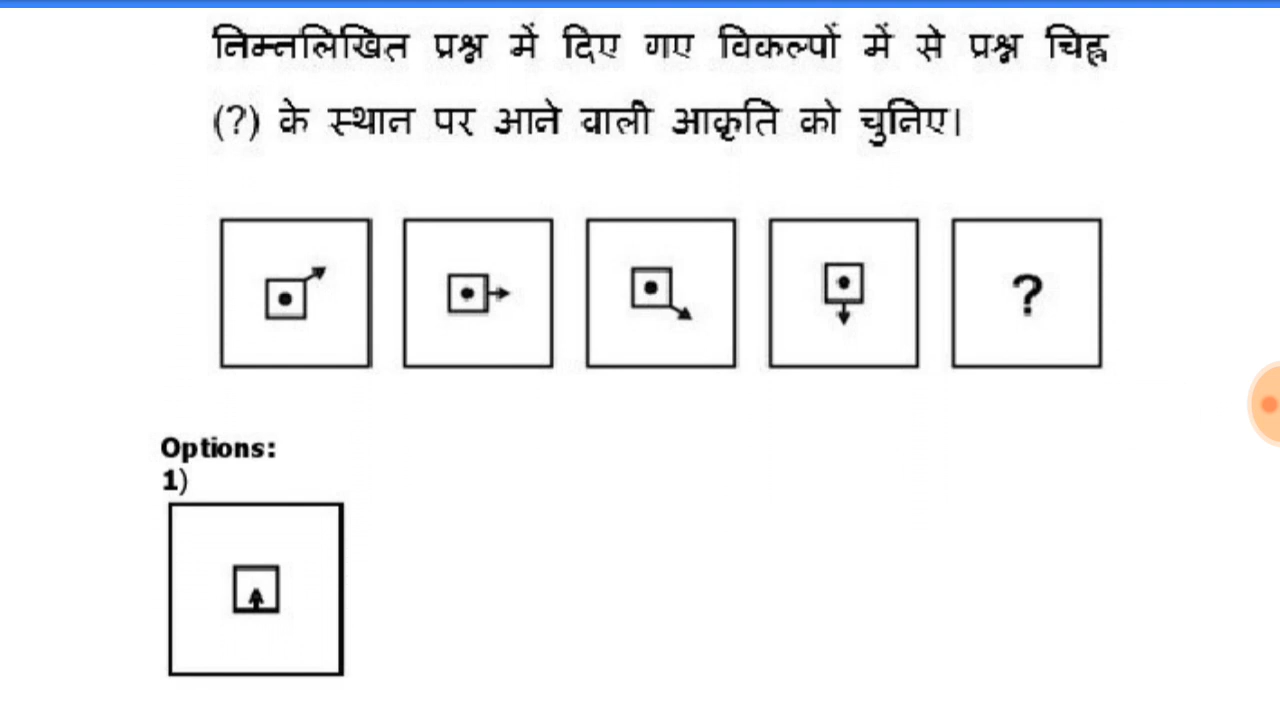 निम्नलिखित प्रश्न में दिए गए विकल्पों में से प्रश्न चिह्न
(?) के स्थान पर आने वाली आकृति को चुनिए।
?
Options:
1)